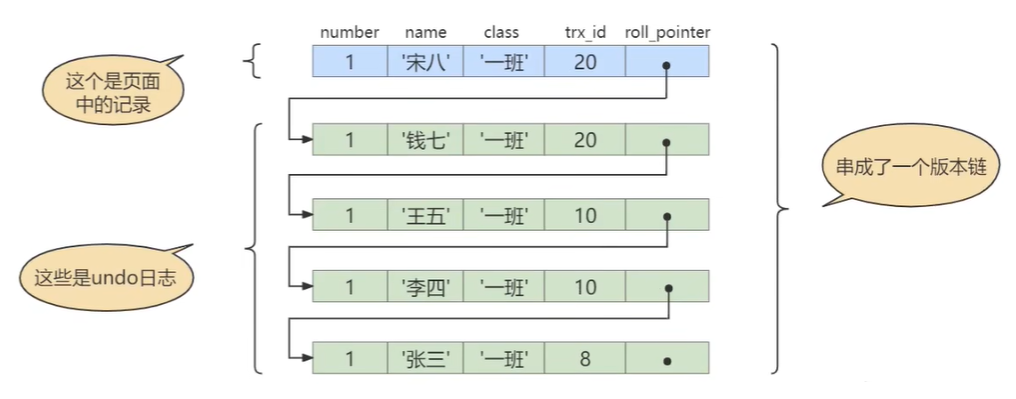 number name class trx_id roll_pointer
1 '宋八' '一班' 20
这个是页面
中的记录
1 '钱七' '一班' 20
串成了一个版本链
1 '王五' '一班' 10
这些是undo日志
1 '李四' '一班' 10
1 '张三' '一班' 8